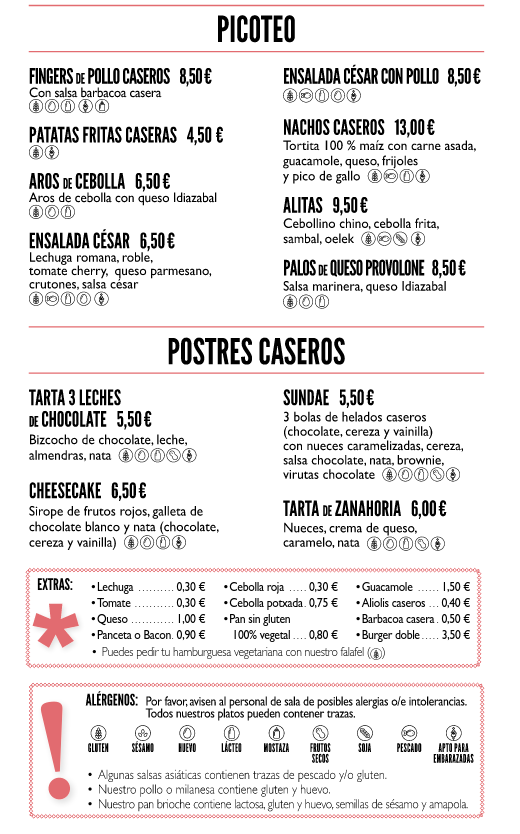 PICOTEO
FINGERS DE POLLO CASEROS 8,50 €
Con salsa barbacoa casera
PATATAS FRITAS CASERAS 4,50 €
AROS DE CEBOLLA 6,50 €
Aros de cebolla con queso Idiazabal
ENSALADA CÉSAR 6,50 €
Lechuga romana, roble,
tomate cherry, queso parmesano,
crutones, salsa césar
ENSALADA CÉSAR CON POLLO 8,50 €
NACHOS CASEROS 13,00 €
Tortita 100 % maíz con carne asada,
guacamole, queso, frijoles
y pico de gallo
ALITAS 9,50 €
Cebollino chino, cebolla frita,
sambal, oelek
PALOS DE QUESO PROVOLONE 8,50 €
Salsa marinera, queso Idiazabal
POSTRES CASEROS
TARTA 3 LECHES
DE CHOCOLATE 5,50 €
Bizcocho de chocolate, leche,
almendras, nata
CHEESECAKE 6,50 €
Sirope de frutos rojos, galleta de
chocolate blanco y nata (chocolate,
cereza y vainilla)
SUNDAE 5,50 €
3 bolas de helados caseros
(chocolate, cereza y vainilla)
con nueces caramelizadas, cereza,
salsa chocolate, nata, brownie,
virutas chocolate
TARTA DE ZANAHORIA 6,00 €
Nueces, crema de queso,
caramelo, nata
EXTRAS:
• Lechuga .......... 0,30 €
• Tomate ........... 0,30 €
• Queso ............ 1,00 €
• Panceta o Bacon. 0,90 €
• Cebolla roja ..... 0,30 €
• Cebolla potxada. 0,75 €
• Pan sin gluten
100% vegetal .... 0,80 €
• Guacamole ...... 1,50 €
• Aliolis caseros ... 0,40 €
• Barbacoa casera. 0,50 €
• Burger doble..... 3,50 €
• Puedes pedir tu hamburguesa vegetariana con nuestro falafel ( )
ALÉRGENOS: Por favor, avisen al personal de sala de posibles alergias o/e intolerancias.
Todos nuestros platos pueden contener trazas.
GLUTEN SÉSAMO HUEVO LÁCTEO MOSTAZA FRUTOS SECOS SOJA PESCADO APTO PARA EMBARAZADAS
• Algunas salsas asiáticas contienen trazas de pescado y/o gluten.
• Nuestro pollo o milanesa contiene gluten y huevo.
• Nuestro pan brioche contiene lactosa, gluten y huevo, semillas de sésamo y amapola.